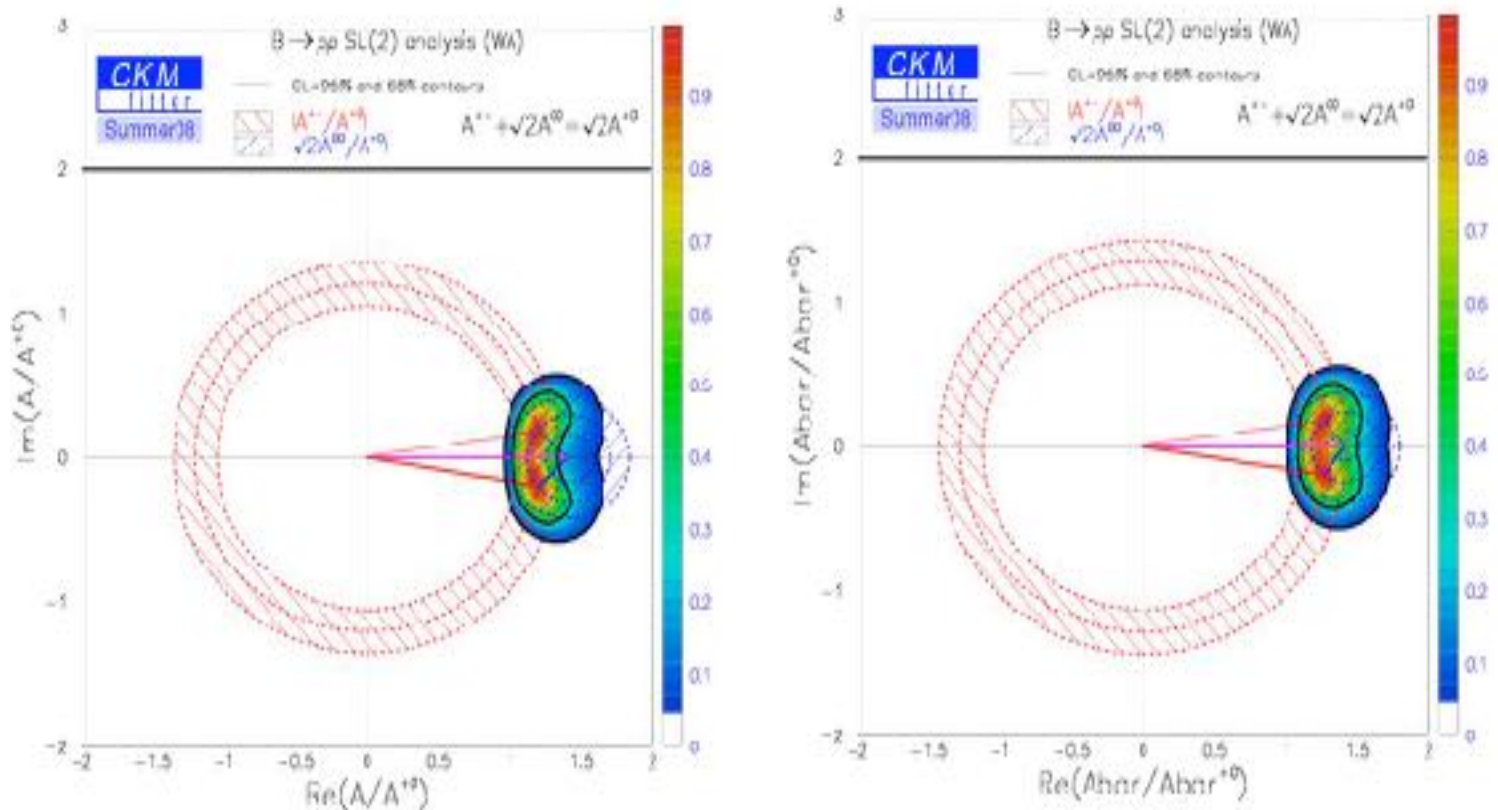 B→ρρ SU(2) analysis (WA)
CKM
fitter
Summer08
CL=95% and 68% contours
|A⁺⁻/A⁺⁰|
√2A⁰⁰/A⁺⁰|
A⁺⁻+√2A⁰⁰=√2A⁺⁰
3
2
1
0
-1
-2
Im(A/A⁺⁰)
-2
-1.5
-1
-0.5
0
0.5
1
1.5
2
Re(A/A⁺⁰)
0.9
0.8
0.7
0.6
0.5
0.4
0.3
0.2
0.1
0
B→ρρ SU(2) analysis (WA)
CKM
fitter
Summer08
CL=95% and 68% contours
|A⁺⁻/A⁺⁰|
√2A⁰⁰/A⁺⁰|
A⁺⁻+√2A⁰⁰=√2A⁺⁰
3
2
1
0
-1
-2
Im(Abar/Abar⁺⁰)
-2
-1.5
-1
-0.5
0
0.5
1
1.5
2
Re(Abar/Abar⁺⁰)
0.9
0.8
0.7
0.6
0.5
0.4
0.3
0.2
0.1
0